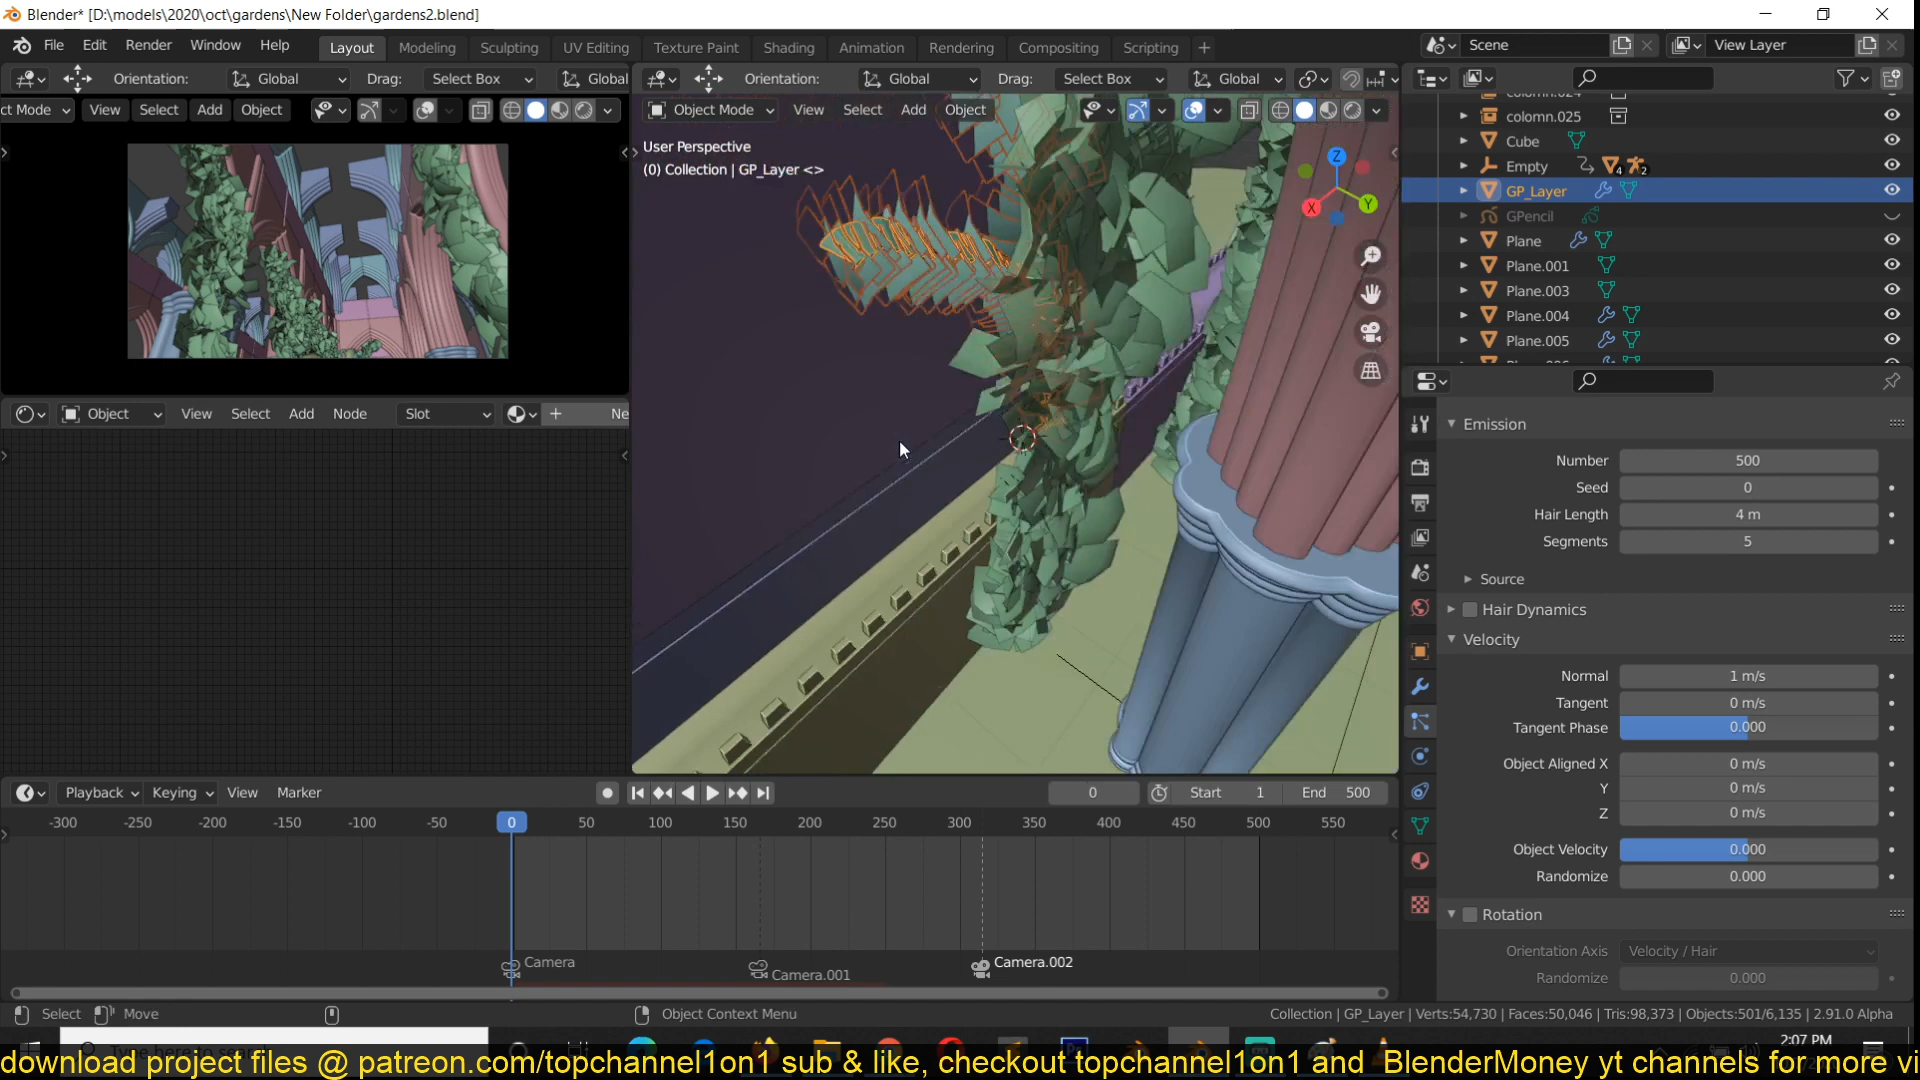 Blender* [D:\models\2020\oct\gardens\New Folder\gardens2.blend]
File Edit Render Window Help Layout Modeling Sculpting UV Editing Texture Paint Shading Animation Rendering Compositing Scripting + Scene View Layer
Orientation: Global Drag: Select Box Global Orientation: Global Drag: Select Box Global
ct Mode View Select Add Object Object Mode View Select Add Object
User Perspective
(0) Collection | GP_Layer <>
Z
Y
X
colomn.025
Cube
Empty 4 2
GP_Layer
GPencil
Plane
Plane.001
Plane.003
Plane.004
Plane.005
Object View Select Add Node Slot Ne
Emission
Number 500
Seed 0
Hair Length 4 m
Segments 5
Source
Hair Dynamics
Velocity
Normal 1 m/s
Tangent 0 m/s
Tangent Phase 0.000
Object Aligned X 0 m/s
Y 0 m/s
Z 0 m/s
Object Velocity 0.000
Randomize 0.000
Rotation
Orientation Axis Velocity / Hair
Randomize 0.000
Playback Keying View Marker 0 Start 1 End 500
-300 -250 -200 -150 -100 -50 0 50 100 150 200 250 300 350 400 450 500 550
Camera Camera.001 Camera.002
Select Move Object Context Menu Collection | GP_Layer | Verts:54,730 | Faces:50,046 | Tris:98,373 | Objects:501/6,135 | 2.91.0 Alpha
2:07 PM
download project files @ patreon.com/topchannel1on1 sub & like, checkout topchannel1on1 and BlenderMoney yt channels for more vi